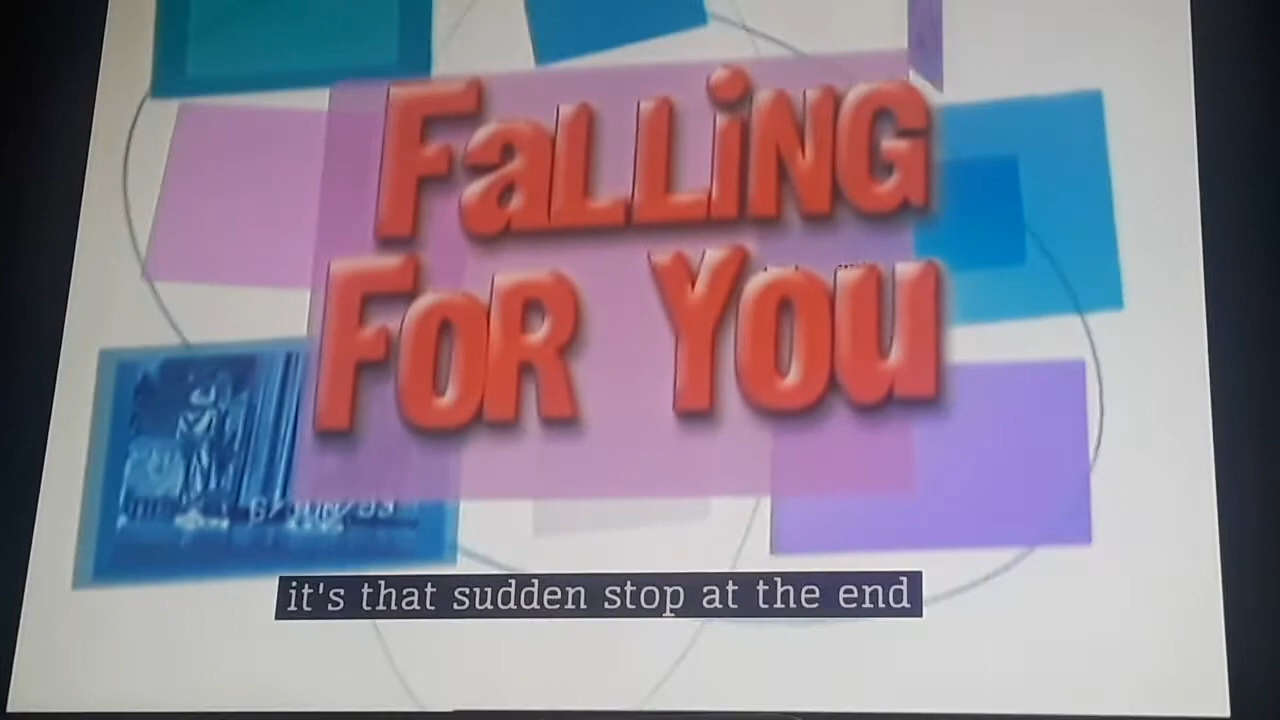 FaLLiNG
FoR You
it's that sudden stop at the end